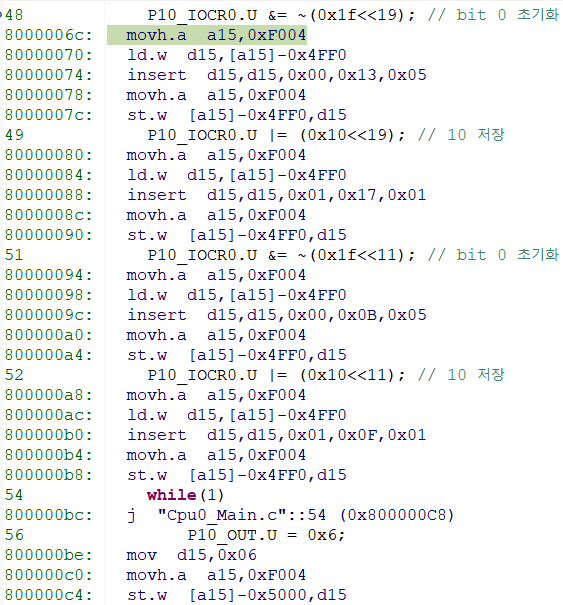 48 P10_IOCR0.U &= ~(0x1f<<19); // bit 0 초기화
8000006c: movh.a a15,0xF004
80000070: ld.w d15,[a15]-0x4FF0
80000074: insert d15,d15,0x00,0x13,0x05
80000078: movh.a a15,0xF004
8000007c: st.w [a15]-0x4FF0,d15
49 P10_IOCR0.U |= (0x10<<19); // 10 저장
80000080: movh.a a15,0xF004
80000084: ld.w d15,[a15]-0x4FF0
80000088: insert d15,d15,0x01,0x17,0x01
8000008c: movh.a a15,0xF004
80000090: st.w [a15]-0x4FF0,d15
51 P10_IOCR0.U &= ~(0x1f<<11); // bit 0 초기화
80000094: movh.a a15,0xF004
80000098: ld.w d15,[a15]-0x4FF0
8000009c: insert d15,d15,0x00,0x0B,0x05
800000a0: movh.a a15,0xF004
800000a4: st.w [a15]-0x4FF0,d15
52 P10_IOCR0.U |= (0x10<<11); // 10 저장
800000a8: movh.a a15,0xF004
800000ac: ld.w d15,[a15]-0x4FF0
800000b0: insert d15,d15,0x01,0x0F,0x01
800000b4: movh.a a15,0xF004
800000b8: st.w [a15]-0x4FF0,d15
54 while(1)
800000bc: j "Cpu0_Main.c"::54 (0x800000C8)
56 P10_OUT.U = 0x6;
800000be: mov d15,0x06
800000c0: movh.a a15,0xF004
800000c4: st.w [a15]-0x5000,d15